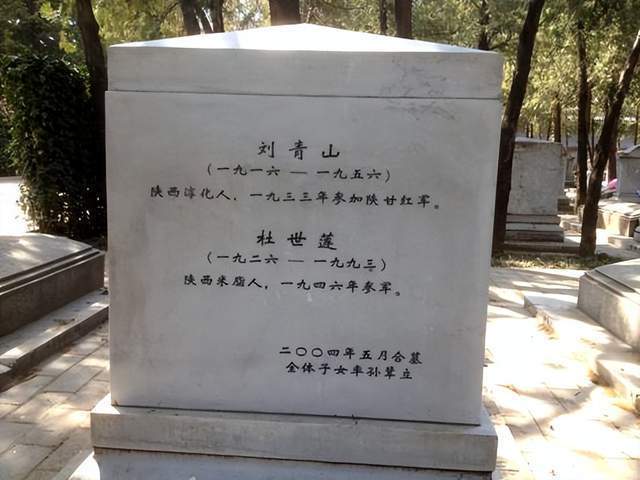 刘青山
（一九一六 — 一九五六）
陕西淳化人，一九三三年参加陕甘红军。
杜世莲
（一九二六 — 一九九三）
陕西米脂人，一九四六年参军。
二〇〇四年五月合墓
全体子女率孙辈立